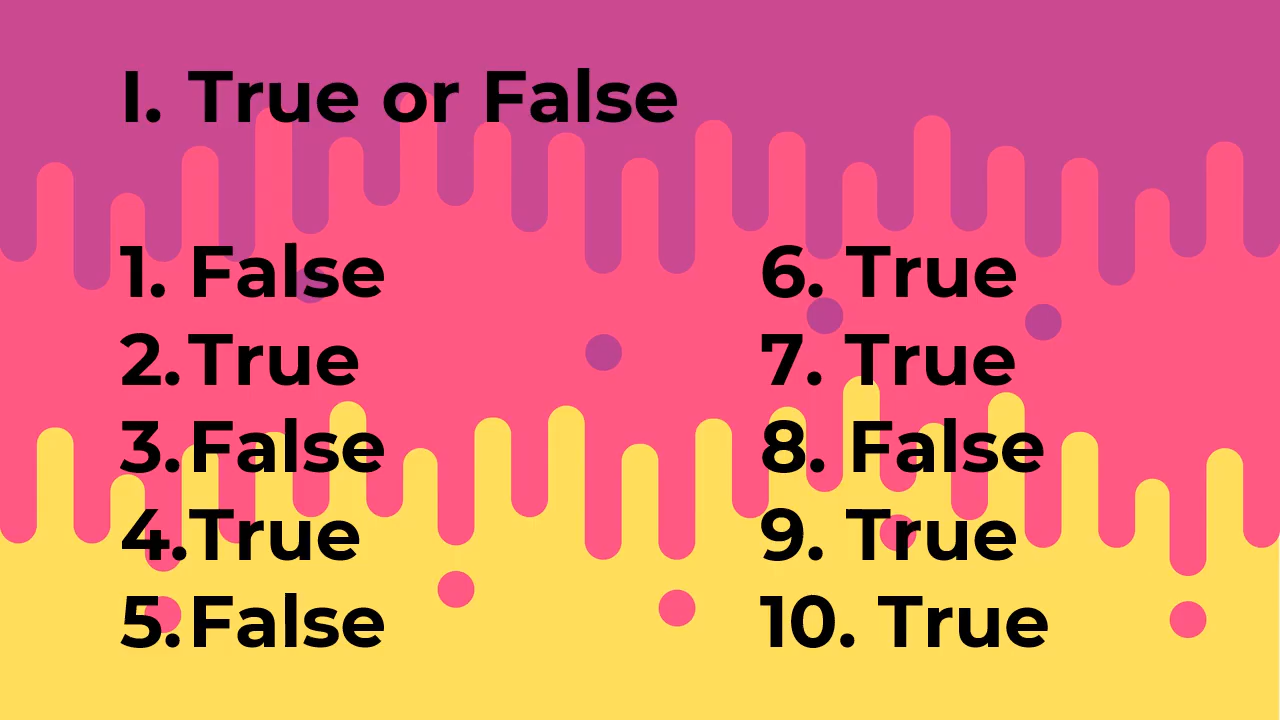 I. True or False
1. False
2. True
3. False
4. True
5. False
6. True
7. True
8. False
9. True
10. True